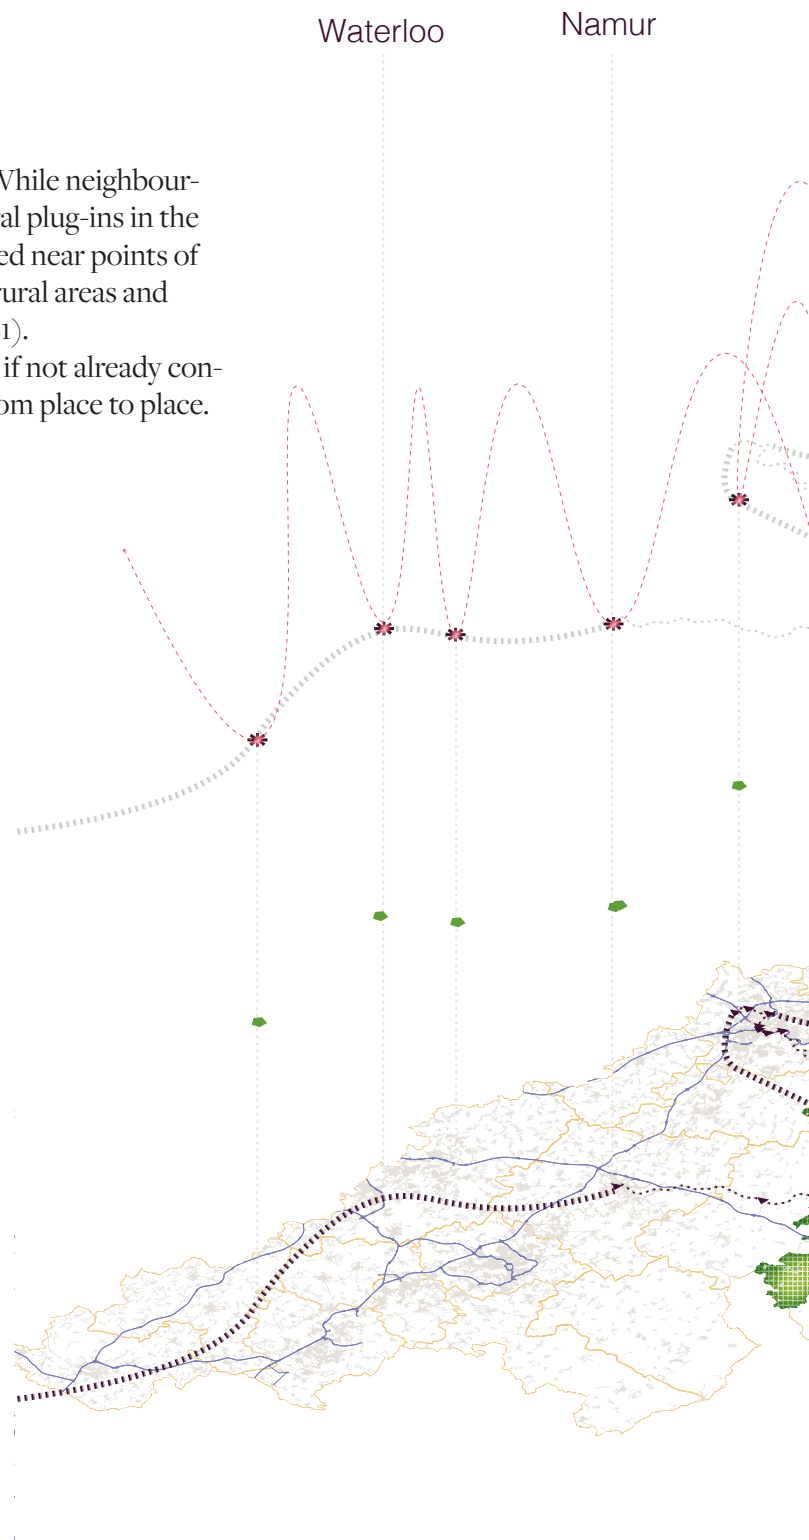 Waterloo
Namur
While neighbour-
al plug-ins in the
ed near points of
rural areas and
1).
if not already con-
om place to place.